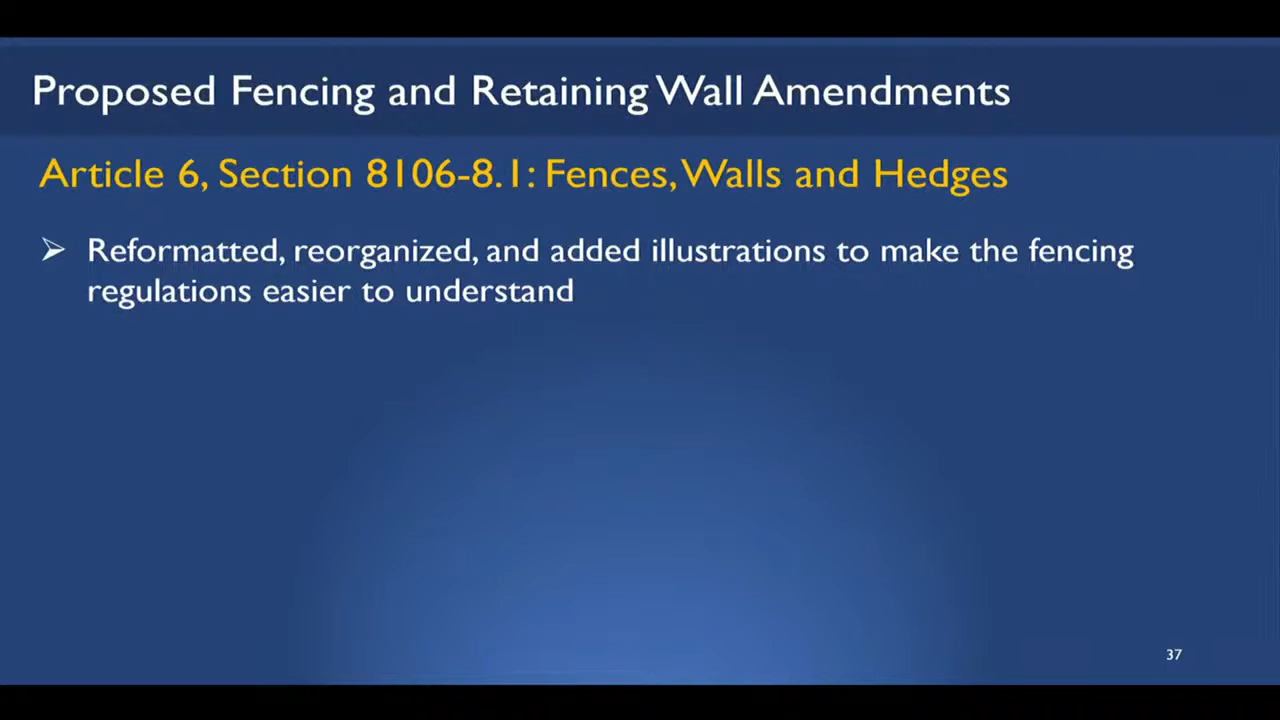 Proposed Fencing and Retaining Wall Amendments
Article 6, Section 8106-8.1: Fences, Walls and Hedges
➢ Reformatted, reorganized, and added illustrations to make the fencing
regulations easier to understand
37